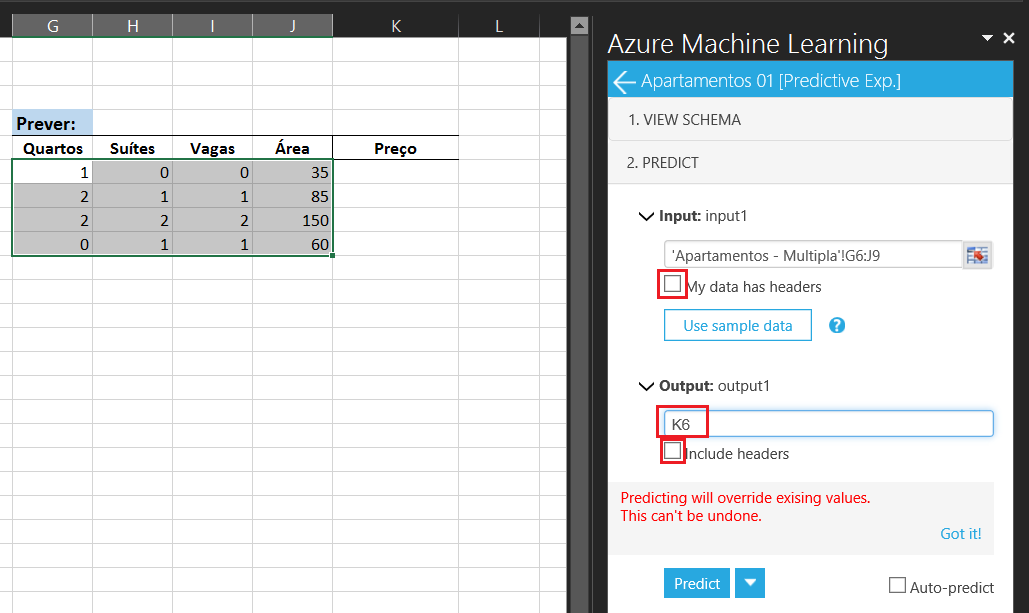 G H I J K L
Prever:
Quartos Suítes Vagas Área Preço
1 0 0 35
2 1 1 85
2 2 2 150
0 1 1 60
Azure Machine Learning
Apartamentos 01 [Predictive Exp.]
1. VIEW SCHEMA
2. PREDICT
Input: input1
'Apartamentos - Multipla'!G6:J9
My data has headers
Use sample data ?
Output: output1
K6
Include headers
Predicting will override exising values.
This can't be undone.
Got it!
Predict
Auto-predict